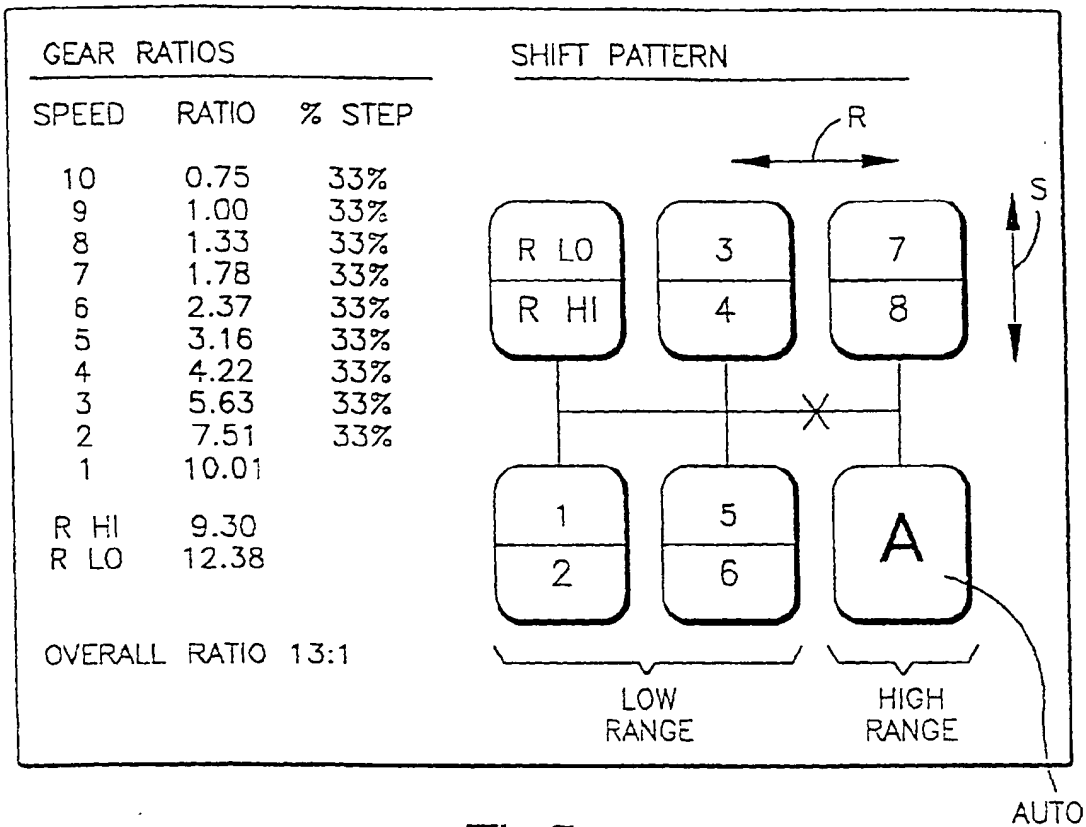 GEAR RATIOS
SPEED RATIO % STEP
10 0.75 33%
9 1.00 33%
8 1.33 33%
7 1.78 33%
6 2.37 33%
5 3.16 33%
4 4.22 33%
3 5.63 33%
2 7.51 33%
1 10.01
R HI 9.30
R LO 12.38
OVERALL RATIO 13:1
SHIFT PATTERN
R
S
R LO
R HI
3
4
7
8
X
1
2
5
6
A
LOW
RANGE
HIGH
RANGE
AUTO